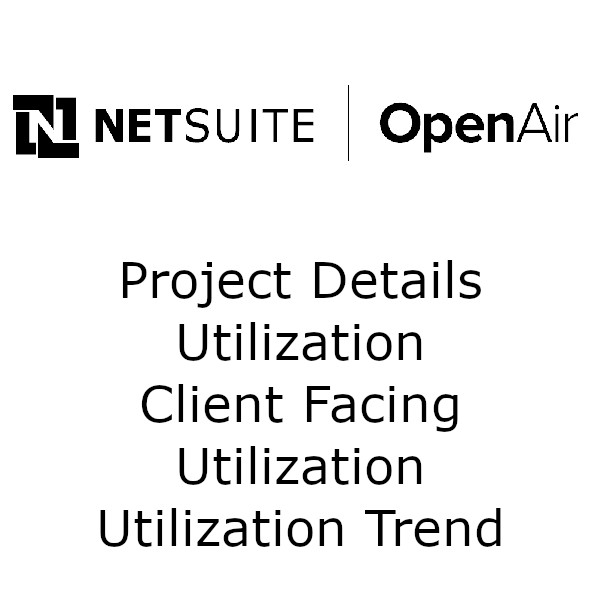 NETSUITE OpenAir
Project Details
Utilization
Client Facing
Utilization
Utilization Trend